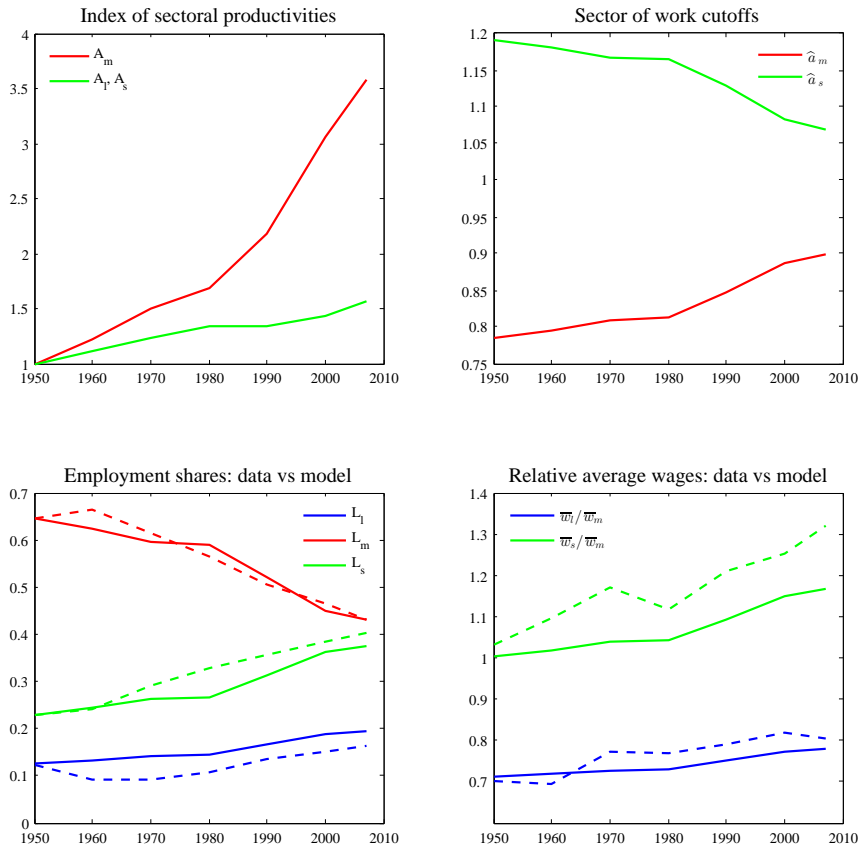 Index of sectoral productivities
4
3.5
3
2.5
2
1.5
1
1950 1960 1970 1980 1990 2000 2010
A_m
A_l, A_s
Sector of work cutoffs
1.2
1.15
1.1
1.05
1
0.95
0.9
0.85
0.8
0.75
1950 1960 1970 1980 1990 2000 2010
â_m
â_s
Employment shares: data vs model
0.7
0.6
0.5
0.4
0.3
0.2
0.1
0
1950 1960 1970 1980 1990 2000 2010
L_l
L_m
L_s
Relative average wages: data vs model
1.4
1.3
1.2
1.1
1
0.9
0.8
0.7
1950 1960 1970 1980 1990 2000 2010
w̅_l/w̅_m
w̅_s/w̅_m